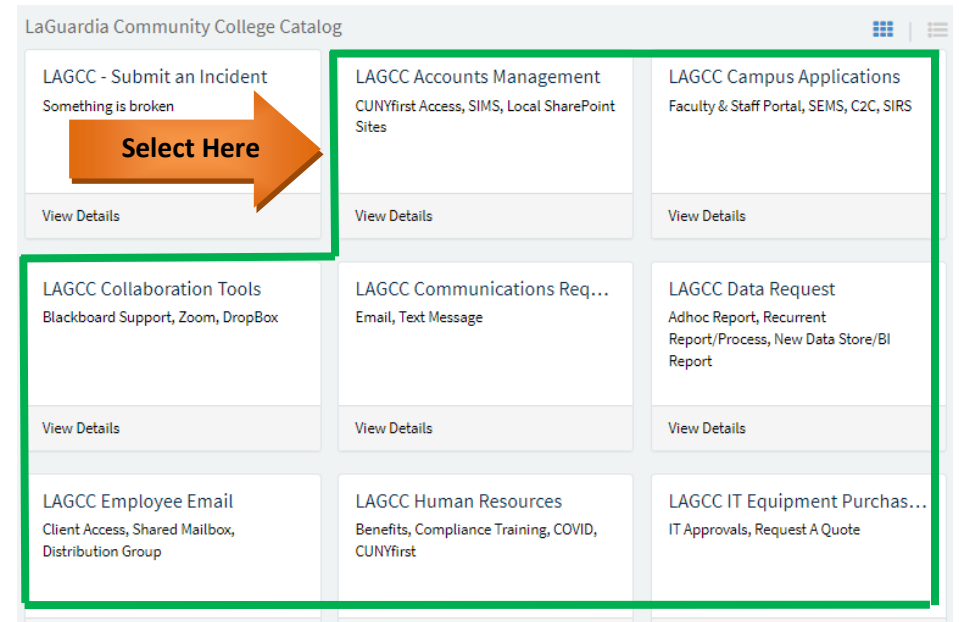 LaGuardia Community College Catalog
LAGCC - Submit an Incident
Something is broken
Select Here
View Details
LAGCC Accounts Management
CUNYfirst Access, SIMS, Local SharePoint
Sites
View Details
LAGCC Campus Applications
Faculty & Staff Portal, SEMS, C2C, SIRS
View Details
LAGCC Collaboration Tools
Blackboard Support, Zoom, DropBox
View Details
LAGCC Communications Req...
Email, Text Message
View Details
LAGCC Data Request
Adhoc Report, Recurrent
Report/Process, New Data Store/BI
Report
View Details
LAGCC Employee Email
Client Access, Shared Mailbox,
Distribution Group
LAGCC Human Resources
Benefits, Compliance Training, COVID,
CUNYfirst
LAGCC IT Equipment Purchas...
IT Approvals, Request A Quote